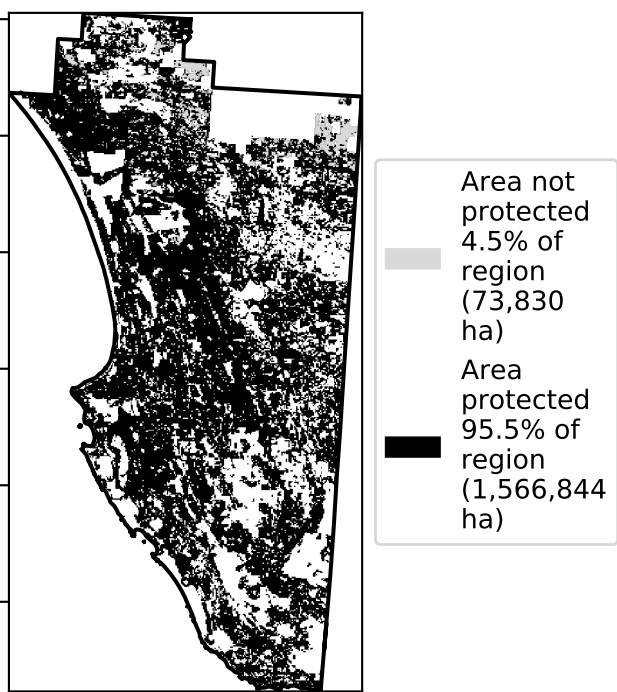 Area not
protected
4.5% of
region
(73,830
ha)
Area
protected
95.5% of
region
(1,566,844
ha)